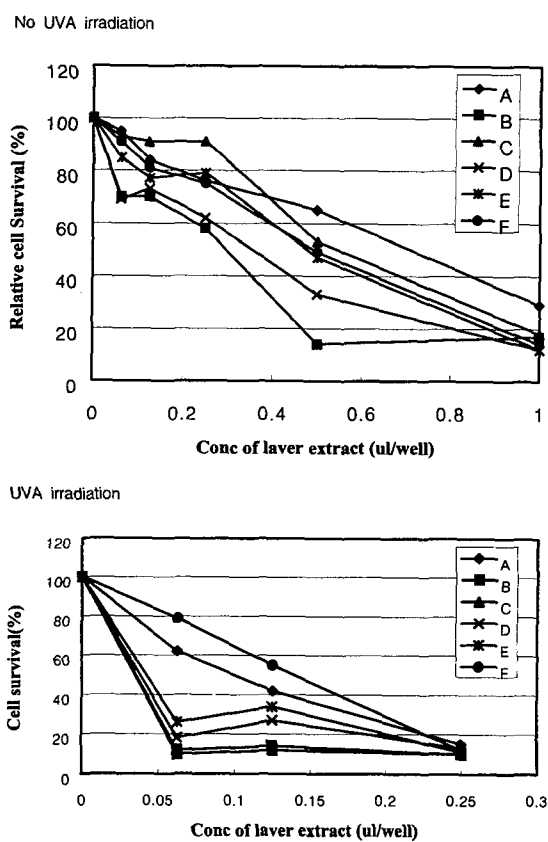 No UVA irradiation
Relative cell Survival (%)
120
100
80
60
40
20
0
A
B
C
D
E
F
0 0.2 0.4 0.6 0.8 1
Conc of laver extract (ul/well)
UVA irradiation
Cell survival(%)
120
100
80
60
40
20
0
A
B
C
D
E
F
0 0.05 0.1 0.15 0.2 0.25 0.3
Conc of laver extract (ul/well)